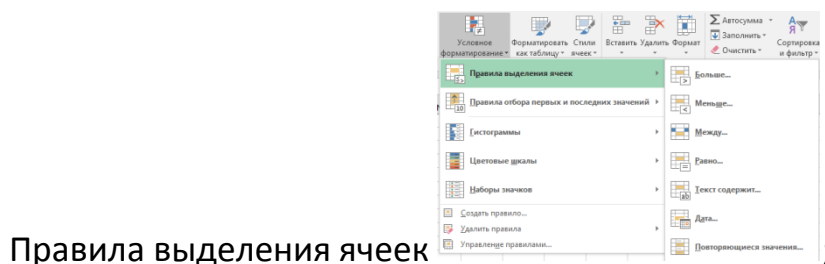 Условное форматирование
Форматировать как таблицу
Стили ячеек
Вставить
Удалить
Формат
Автосумма
Заполнить
Очистить
Сортировка и фильтр
Правила выделения ячеек
Правила отбора первых и последних значений
Гистограммы
Цветовые шкалы
Наборы значков
Создать правило...
Удалить правила
Управление правилами...
Больше...
Меньше...
Между...
Равно...
Текст содержит...
Дата...
Повторяющиеся значения...
Правила выделения ячеек